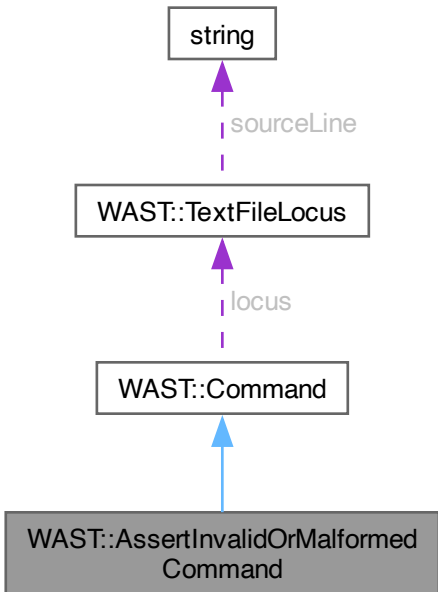 string
sourceLine
WAST::TextFileLocus
locus
WAST::Command
WAST::AssertInvalidOrMalformed
Command